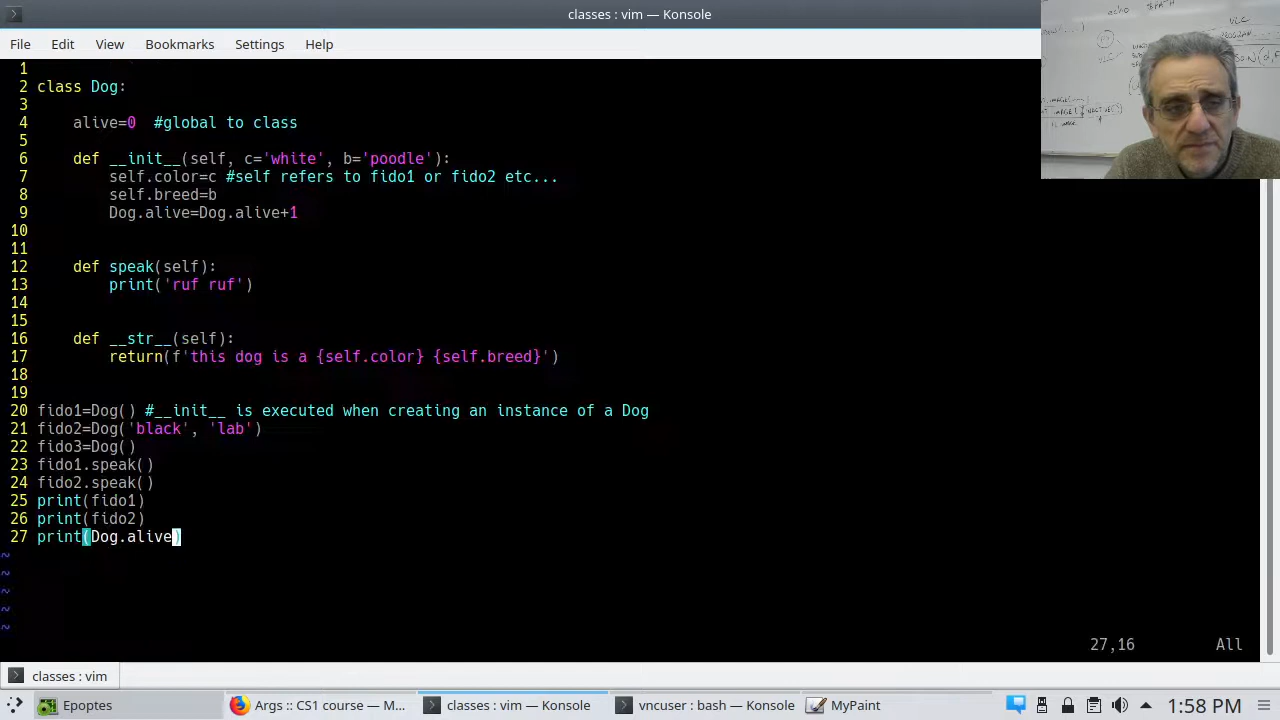 classes : vim — Konsole
File Edit View Bookmarks Settings Help
1
2 class Dog:
3
4     alive=0  #global to class
5
6     def __init__(self, c='white', b='poodle'):
7         self.color=c #self refers to fido1 or fido2 etc...
8         self.breed=b
9         Dog.alive=Dog.alive+1
10
11
12     def speak(self):
13         print('ruf ruf')
14
15
16     def __str__(self):
17         return(f'this dog is a {self.color} {self.breed}')
18
19
20 fido1=Dog() #__init__ is executed when creating an instance of a Dog
21 fido2=Dog('black', 'lab')
22 fido3=Dog()
23 fido1.speak()
24 fido2.speak()
25 print(fido1)
26 print(fido2)
27 print(Dog.alive)
~
~
~
~
~
27,16 All
classes : vim
Epoptes Args :: CS1 course — M... classes : vim — Konsole vncuser : bash — Konsole MyPaint 1:58 PM